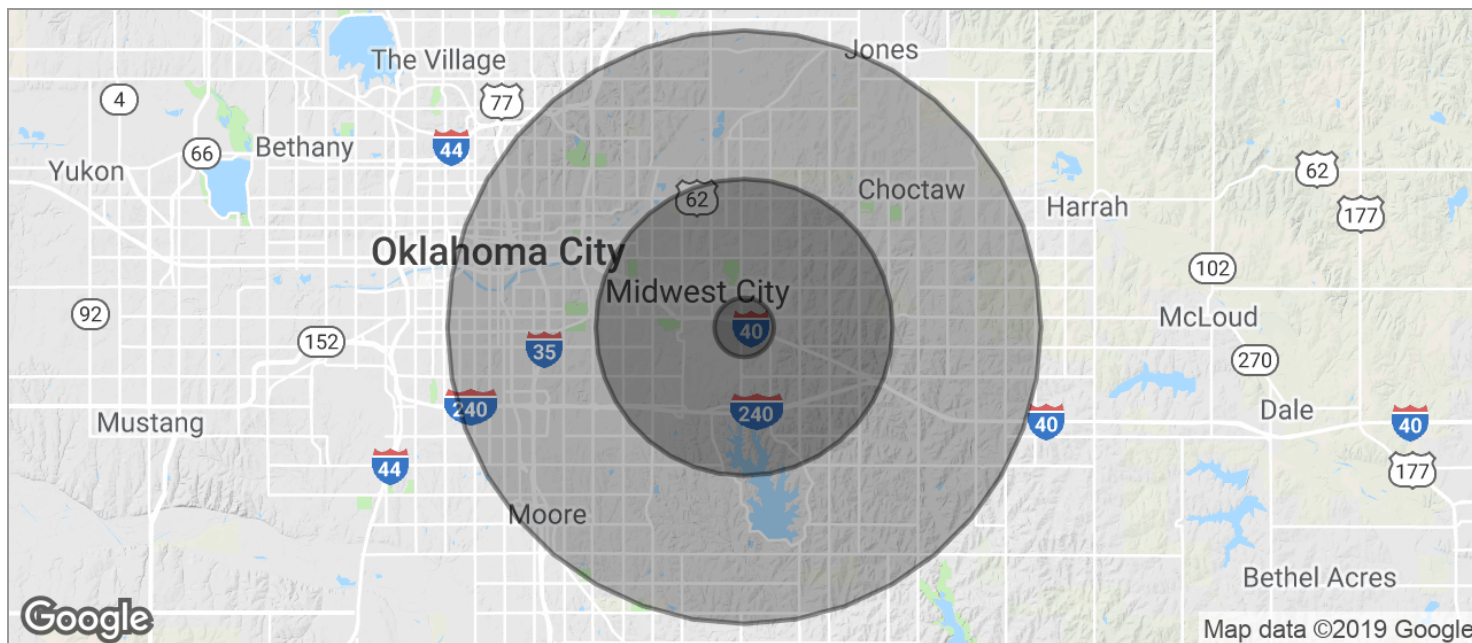 Jones
The Village
77
4
44
66
Bethany
Yukon
62
177
62
Choctaw
Harrah
Oklahoma City
102
Midwest City
92
McLoud
40
152
35
270
240
240
Dale
Mustang
40
40
44
177
Moore
Bethel Acres
Google
Map data ©2019 Google